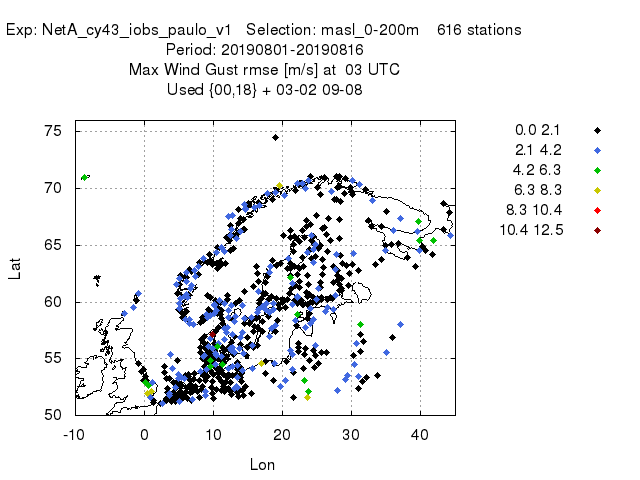 Exp: NetA_cy43_iobs_paulo_v1   Selection: masl_0-200m    616 stations
Period: 20190801-20190816
Max Wind Gust rmse [m/s] at  03 UTC
Used {00,18} + 03-02 09-08
75
70
65
60
55
50
Lat
-10 0 10 20 30 40
Lon
0.0 2.1
2.1 4.2
4.2 6.3
6.3 8.3
8.3 10.4
10.4 12.5